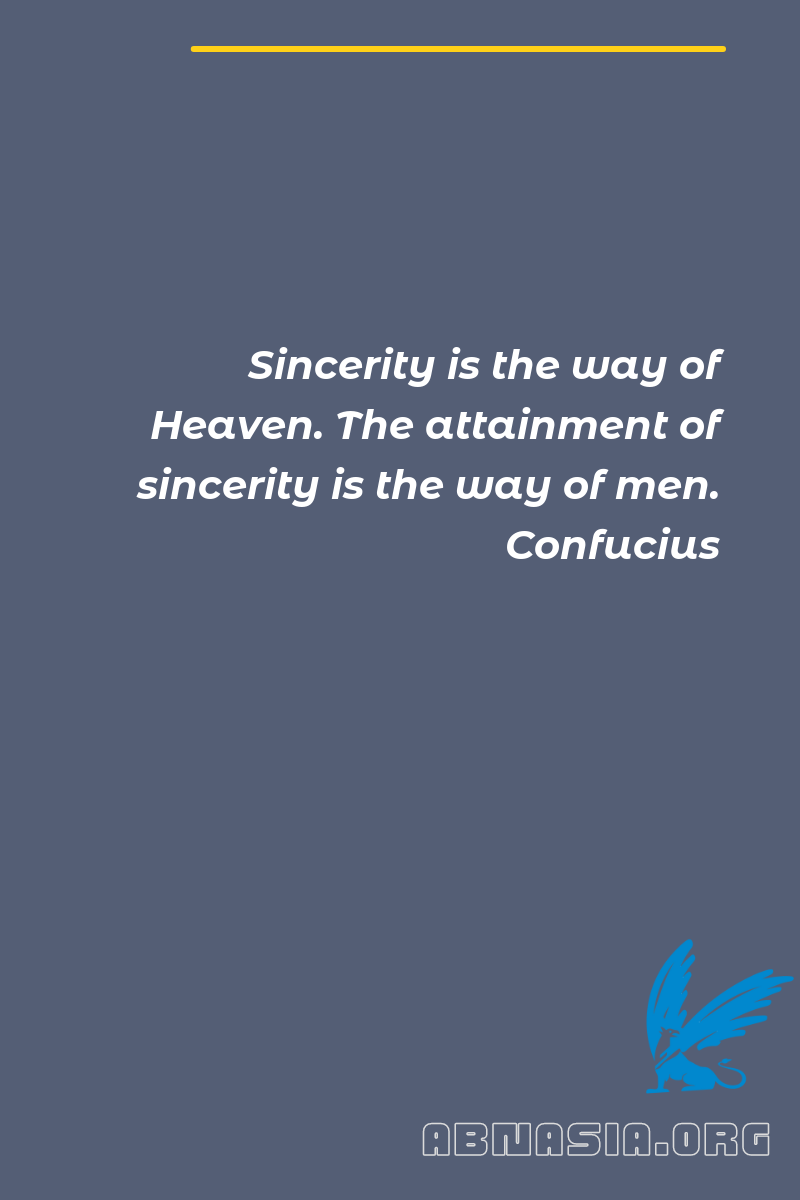 Sincerity is the way of
Heaven. The attainment of
sincerity is the way of men.
Confucius
ABNASIA.ORG